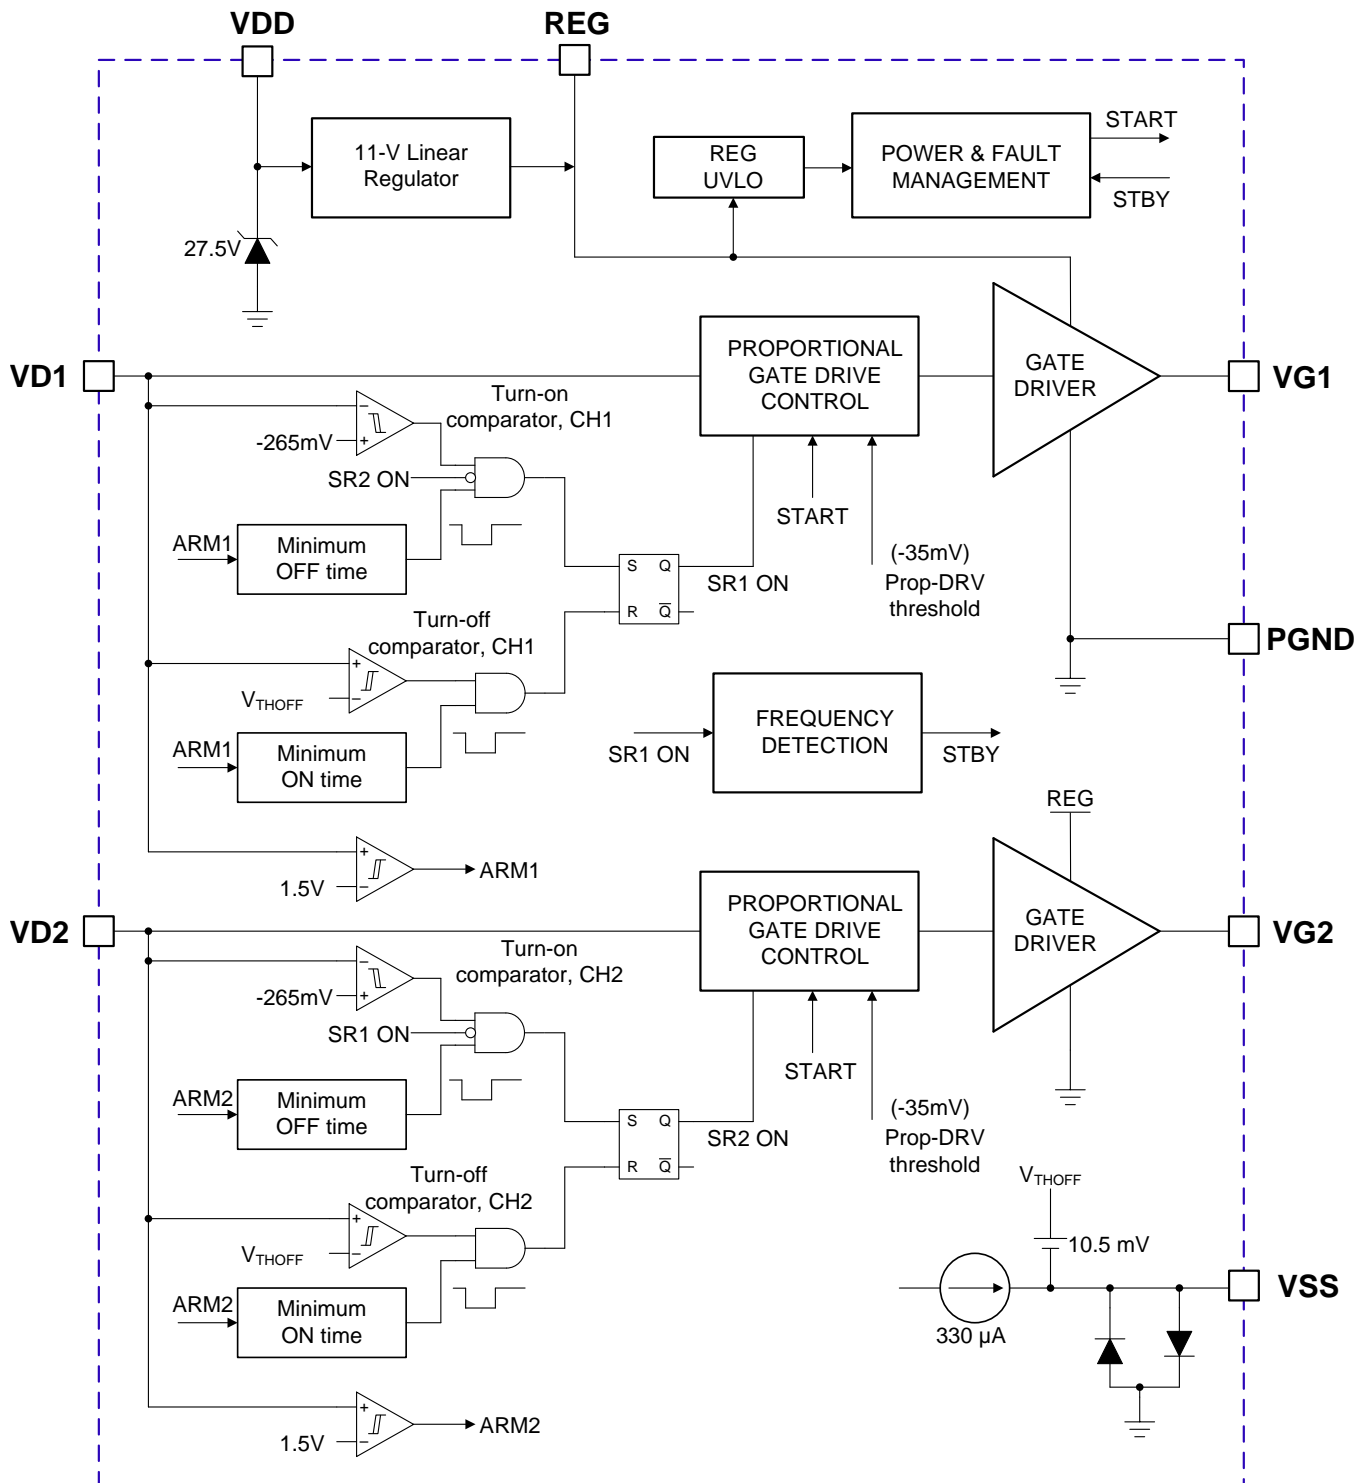 VDD
REG
11-V Linear
Regulator
REG
UVLO
POWER & FAULT
MANAGEMENT
START
STBY
27.5V
VD1
PROPORTIONAL
GATE DRIVE
CONTROL
GATE
DRIVER
VG1
Turn-on
comparator, CH1
-265mV
SR2 ON
ARM1
Minimum
OFF time
START
(-35mV)
Prop-DRV
threshold
S
Q
R
Q̅
SR1 ON
Turn-off
comparator, CH1
VTHOFF
ARM1
Minimum
ON time
PGND
SR1 ON
FREQUENCY
DETECTION
STBY
1.5V
ARM1
REG
VD2
PROPORTIONAL
GATE DRIVE
CONTROL
GATE
DRIVER
VG2
Turn-on
comparator, CH2
-265mV
SR1 ON
ARM2
Minimum
OFF time
START
(-35mV)
Prop-DRV
threshold
S
Q
R
Q̅
SR2 ON
Turn-off
comparator, CH2
VTHOFF
ARM2
Minimum
ON time
VTHOFF
10.5 mV
330 µA
VSS
1.5V
ARM2